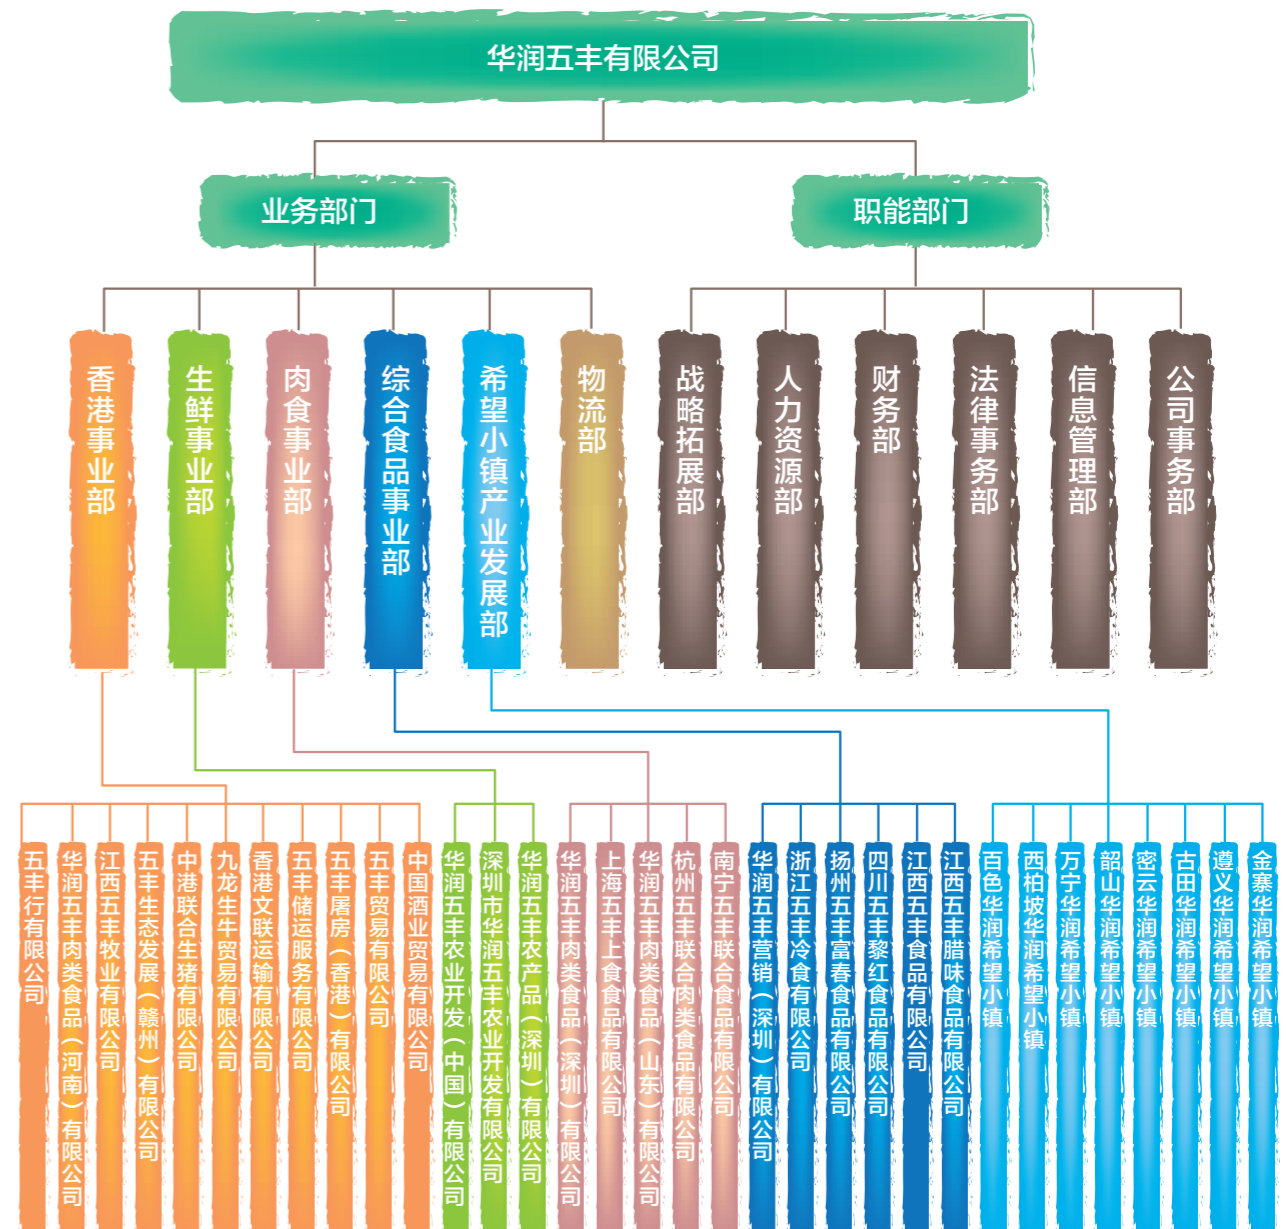 华润五丰有限公司
业务部门
职能部门
香港事业部
生鲜事业部
肉食事业部
综合食品事业部
希望小镇产业发展部
物流部
战略拓展部
人力资源部
财务部
法律事务部
信息管理部
公司事务部
五丰行有限公司
华润五丰肉类食品（河南）有限公司
江西五丰牧业有限公司
五丰生态发展（赣州）有限公司
中港联合生猪有限公司
九龙生牛贸易有限公司
香港文联运输有限公司
五丰储运服务有限公司
五丰屠房（香港）有限公司
五丰贸易有限公司
中国酒业贸易有限公司
华润五丰农业开发（中国）有限公司
深圳市华润五丰农业开发有限公司
华润五丰农产品（深圳）有限公司
华润五丰肉类食品（深圳）有限公司
上海五丰上食食品有限公司
华润五丰肉类食品（山东）有限公司
杭州五丰联合肉类食品有限公司
南宁五丰联合食品有限公司
华润五丰营销（深圳）有限公司
浙江五丰冷食有限公司
扬州五丰富春食品有限公司
四川五丰黎红食品有限公司
江西五丰食品有限公司
江西五丰腊味食品有限公司
百色华润希望小镇
西柏坡华润希望小镇
万宁华润希望小镇
韶山华润希望小镇
密云华润希望小镇
古田华润希望小镇
遵义华润希望小镇
金寨华润希望小镇